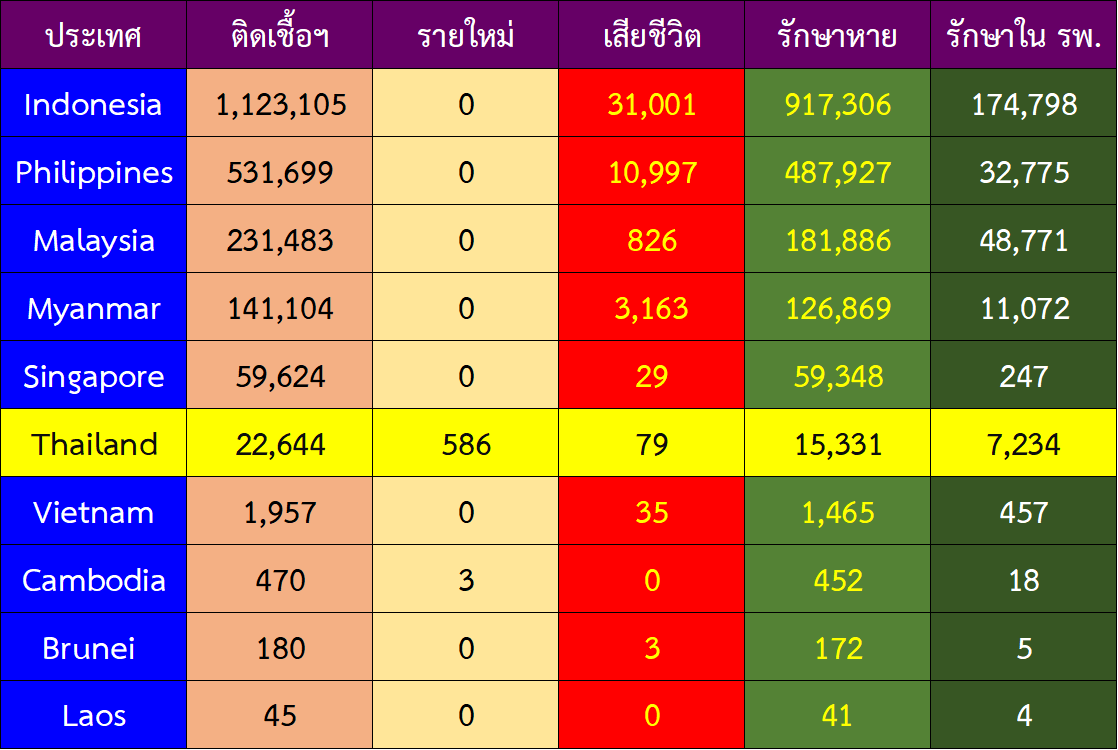 ประเทศ ติดเชื้อฯ รายใหม่ เสียชีวิต รักษาหาย รักษาใน รพ.
Indonesia 1,123,105 0 31,001 917,306 174,798
Philippines 531,699 0 10,997 487,927 32,775
Malaysia 231,483 0 826 181,886 48,771
Myanmar 141,104 0 3,163 126,869 11,072
Singapore 59,624 0 29 59,348 247
Thailand 22,644 586 79 15,331 7,234
Vietnam 1,957 0 35 1,465 457
Cambodia 470 3 0 452 18
Brunei 180 0 3 172 5
Laos 45 0 0 41 4